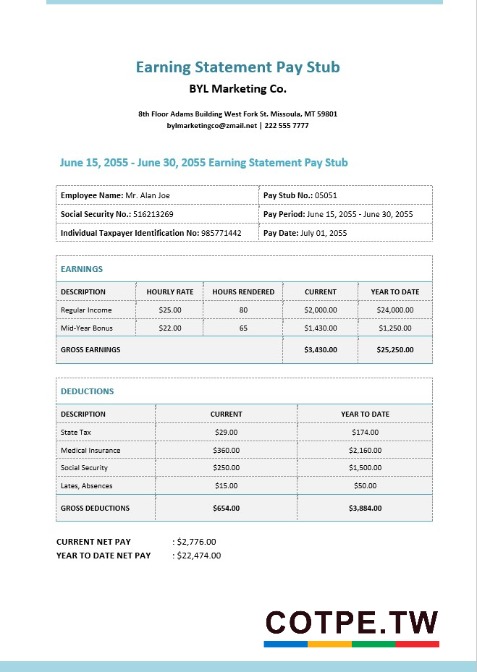 Earning Statement Pay Stub
BYL Marketing Co.
8th Floor Adams Building West Fork St. Missoula, MT 59801
bylmarketingco@zmail.net | 222 555 7777
June 15, 2055 - June 30, 2055 Earning Statement Pay Stub
Employee Name: Mr. Alan Joe Pay Stub No.: 05051
Social Security No.: 516213269 Pay Period: June 15, 2055 - June 30, 2055
Individual Taxpayer Identification No: 985771442 Pay Date: July 01, 2055
EARNINGS
DESCRIPTION HOURLY RATE HOURS RENDERED CURRENT YEAR TO DATE
Regular Income $25.00 80 $2,000.00 $24,000.00
Mid-Year Bonus $22.00 65 $1.430.00 $1,250.00
GROSS EARNINGS $3,430.00 $25,250.00
DEDUCTIONS
DESCRIPTION CURRENT YEAR TO DATE
State Tax $29.00 $174.00
Medical Insurance $360.00 $2,160.00
Social Security $250.00 $1,500.00
Lates, Absences $15.00 $50.00
GROSS DEDUCTIONS $654.00 $3,884.00
CURRENT NET PAY : $2,776.00
YEAR TO DATE NET PAY : $22,474.00
COTPE.TW